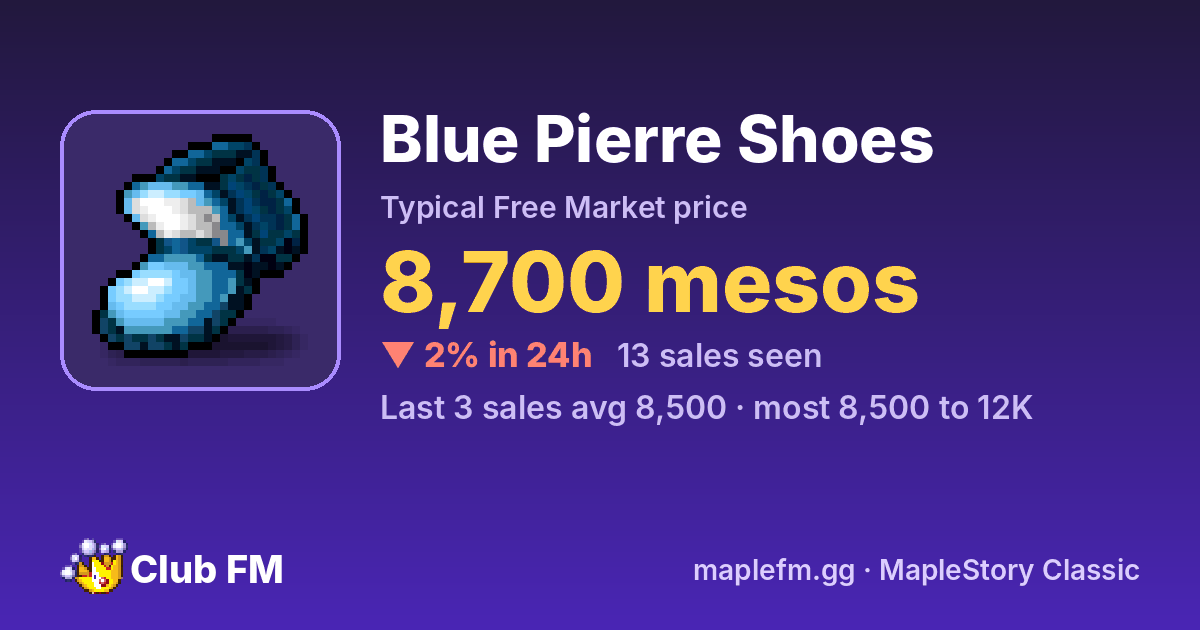 Blue Pierre Shoes
Typical Free Market price
8,700 mesos
▼ 2% in 24h 13 sales seen
Last 3 sales avg 8,500 · most 8,500 to 12K
Club FM
maplefm.gg · MapleStory Classic